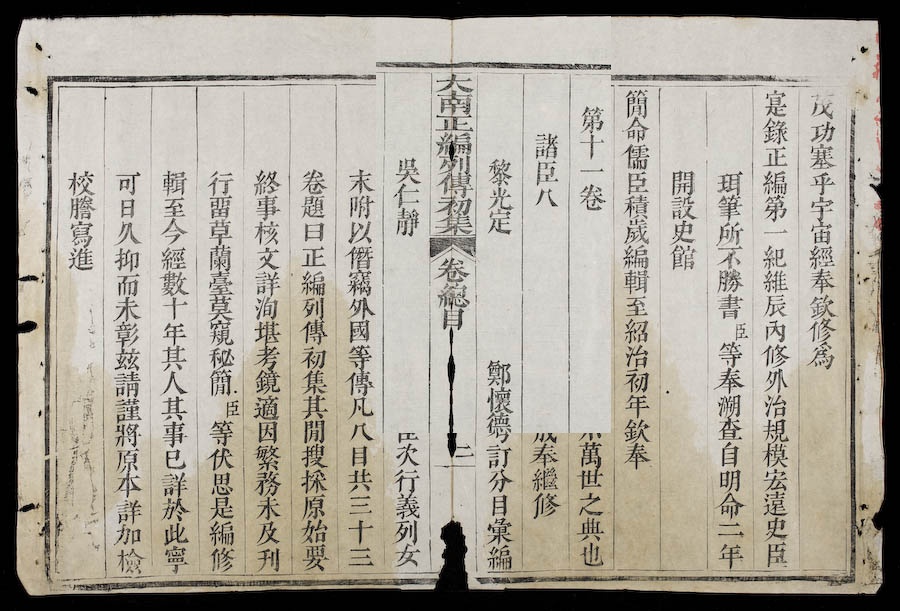 茂功塞乎宇宙經奉欽修為
寔錄正編第一紀維辰內修外治規模宏遠史臣
珥筆所不勝書臣等奉溯查自明命二年
開設史館
簡命儒臣積歲編輯至紹治初年欽奉
第十一卷 萬世之典也
諸臣八 奉繼修
黎光定 鄭懷德 訂分目彙編
大南正編列傳初集 卷總目 二
吳仁靜 次行義列女
末附以僭竊外國等傳凡八目共三十三
卷題曰正編列傳初集其閒搜採原始要
終事核文詳洵堪考鏡適因繁務未及刊
行畱草蘭臺莫窺秘簡臣等伏思是編修
輯至今經數十年其人其事已詳於此寧
可日久抑而未彰玆請謹將原本詳加檢
校謄寫進